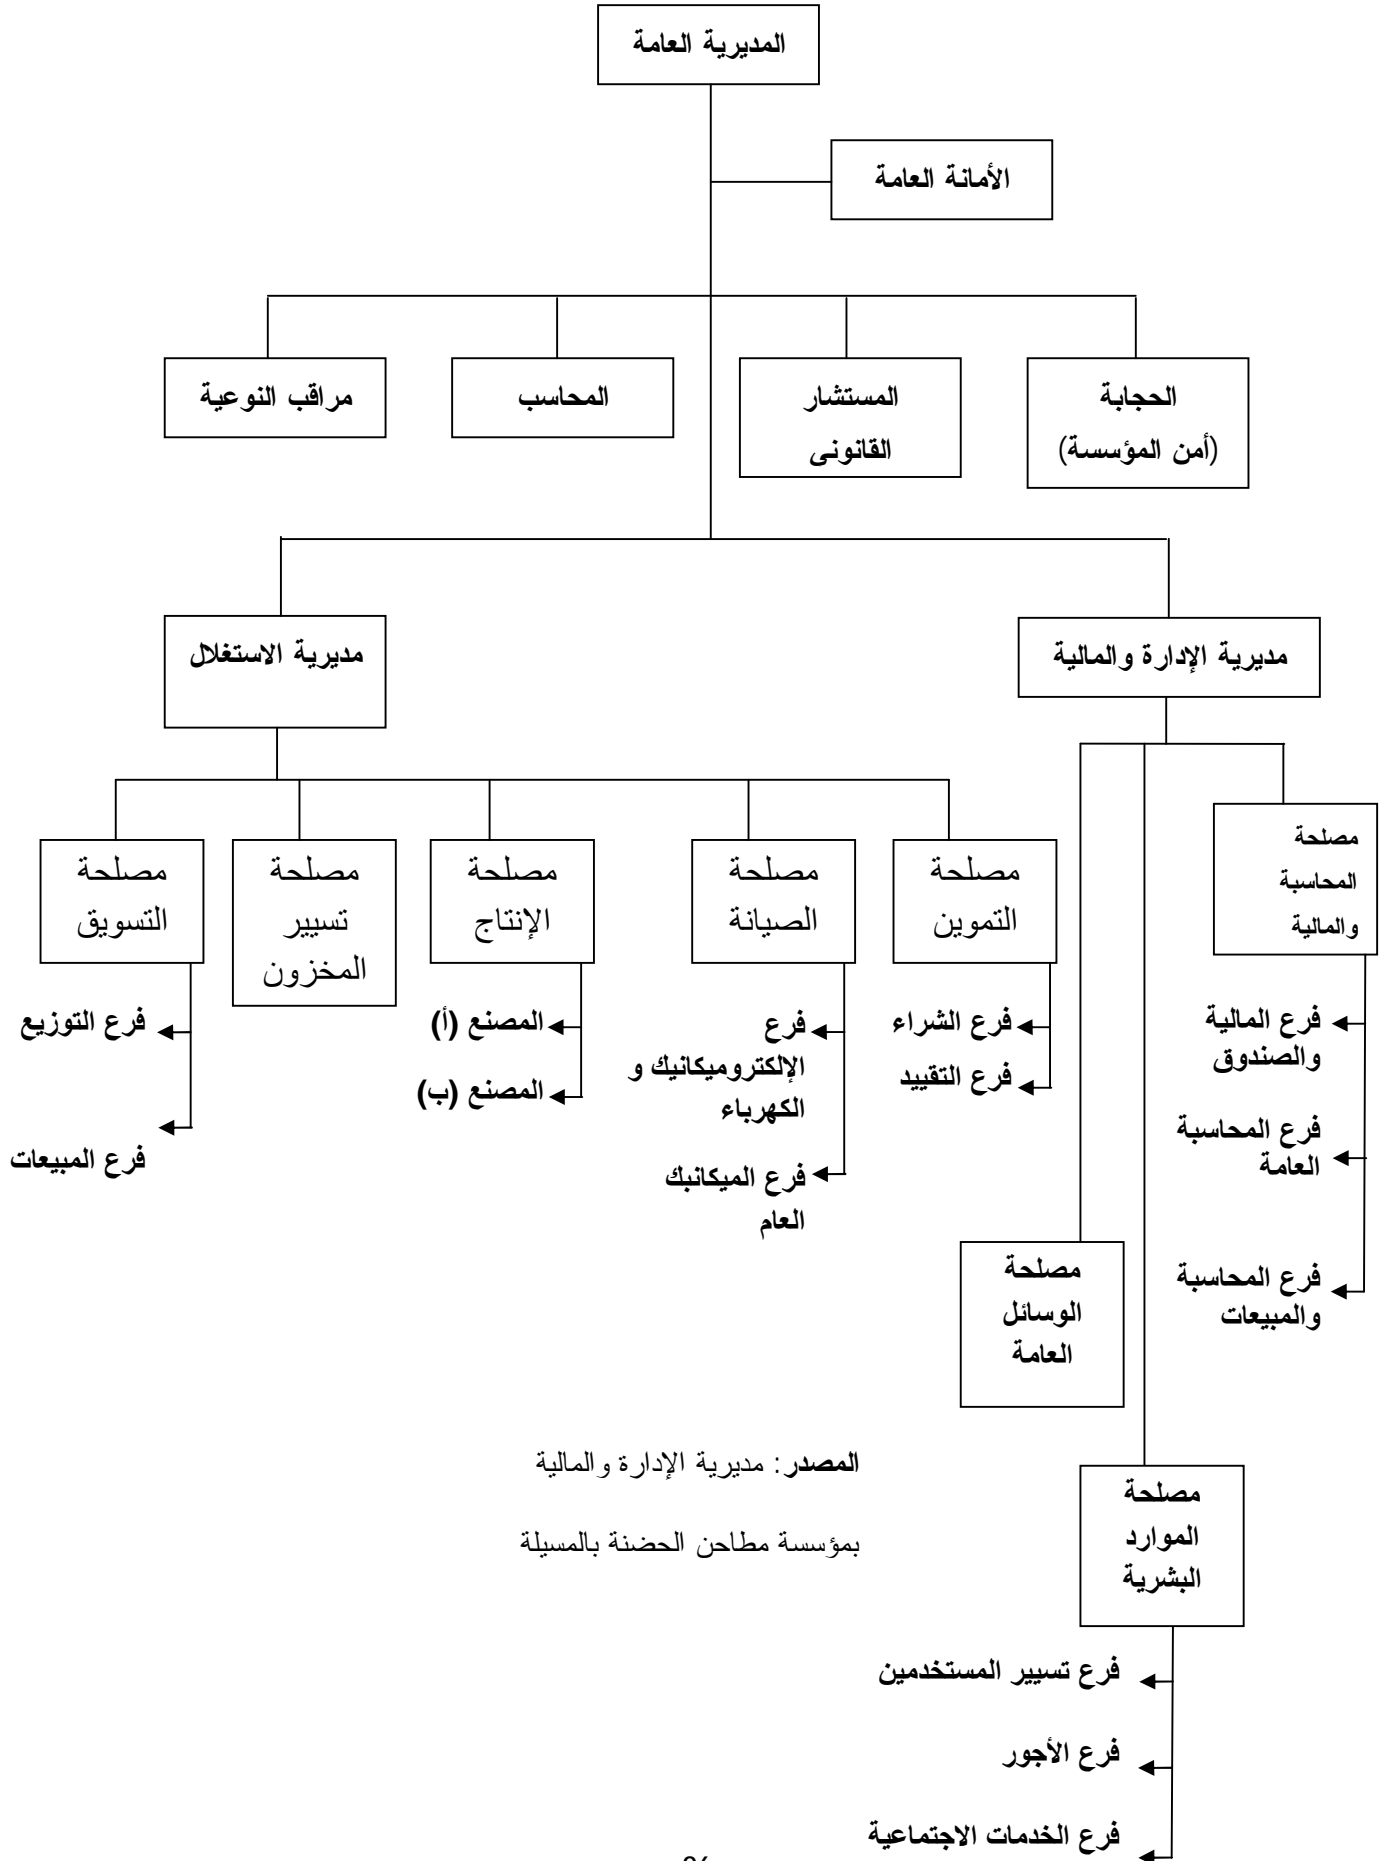 المديرية العامة
الأمانة العامة
الحجابة
(أمن المؤسسة)
المستشار
القانونى
المحاسب
مراقب النوعية
مديرية الإدارة والمالية
مديرية الاستغلال
مصلحة
المحاسبة
والمالية
فرع المالية
والصندوق
فرع المحاسبة
العامة
فرع المحاسبة
والمبيعات
مصلحة
التموين
فرع الشراء
فرع التقييد
مصلحة
الصيانة
فرع
الإلكتروميكانيك و
الكهرباء
فرع الميكانبك
العام
مصلحة
الإنتاج
المصنع (أ)
المصنع (ب)
مصلحة
تسيير
المخزون
مصلحة
التسويق
فرع التوزيع
فرع المبيعات
مصلحة
الوسائل
العامة
مصلحة
الموارد
البشرية
فرع تسيير المستخدمين
فرع الأجور
فرع الخدمات الاجتماعية
المصدر: مديرية الإدارة والمالية
بمؤسسة مطاحن الحضنة بالمسيلة